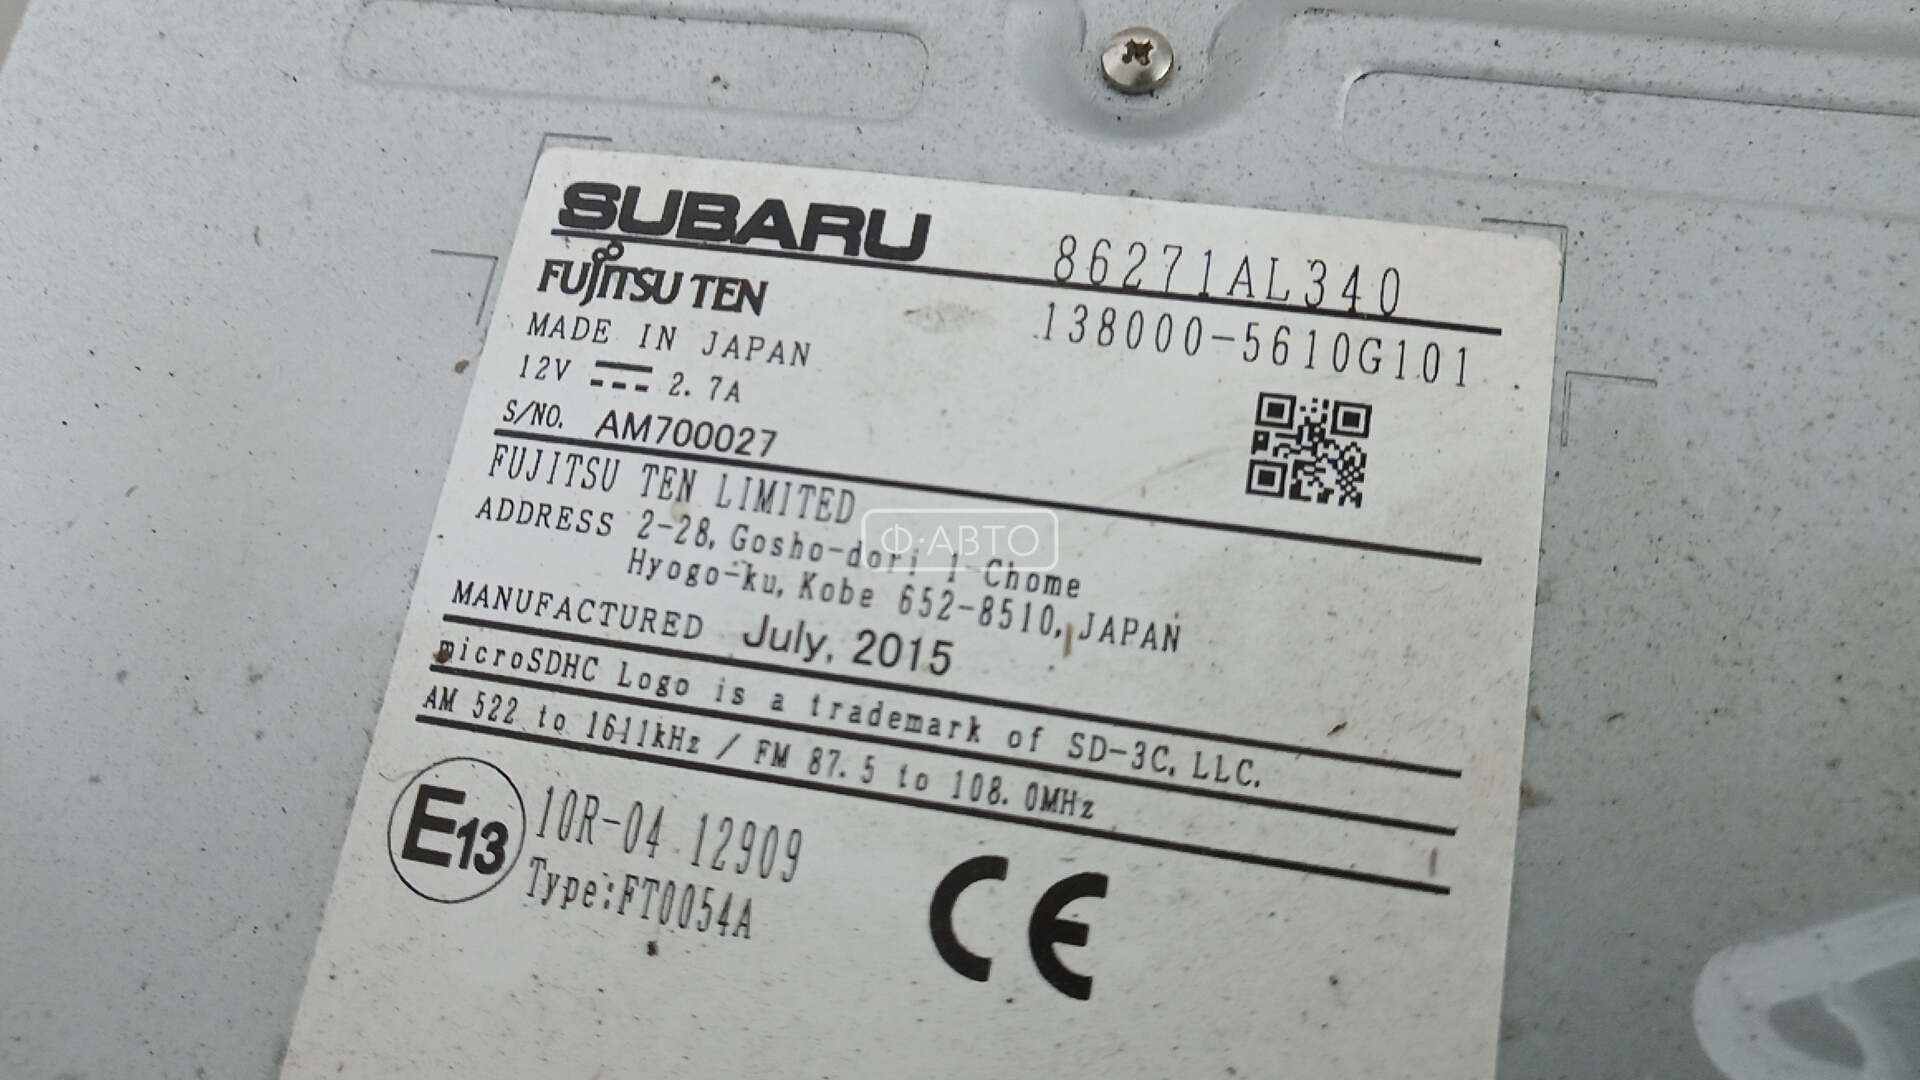 SUBARU 86271AL340
FUJITSU TEN 138000-5610G101
MADE IN JAPAN
12V 2.7A
S/NO. AM700027
FUJITSU TEN LIMITED
ADDRESS 2-28, Gosho-dori 1-Chome
Hyogo-ku, Kobe 652-8510, JAPAN
MANUFACTURED July, 2015
microSDHC Logo is a trademark of SD-3C, LLC.
AM 522 to 1611kHz / FM 87.5 to 108.0MHz
E13 10R-04 12909
Type:FT0054A
CE
Ф·АВТО